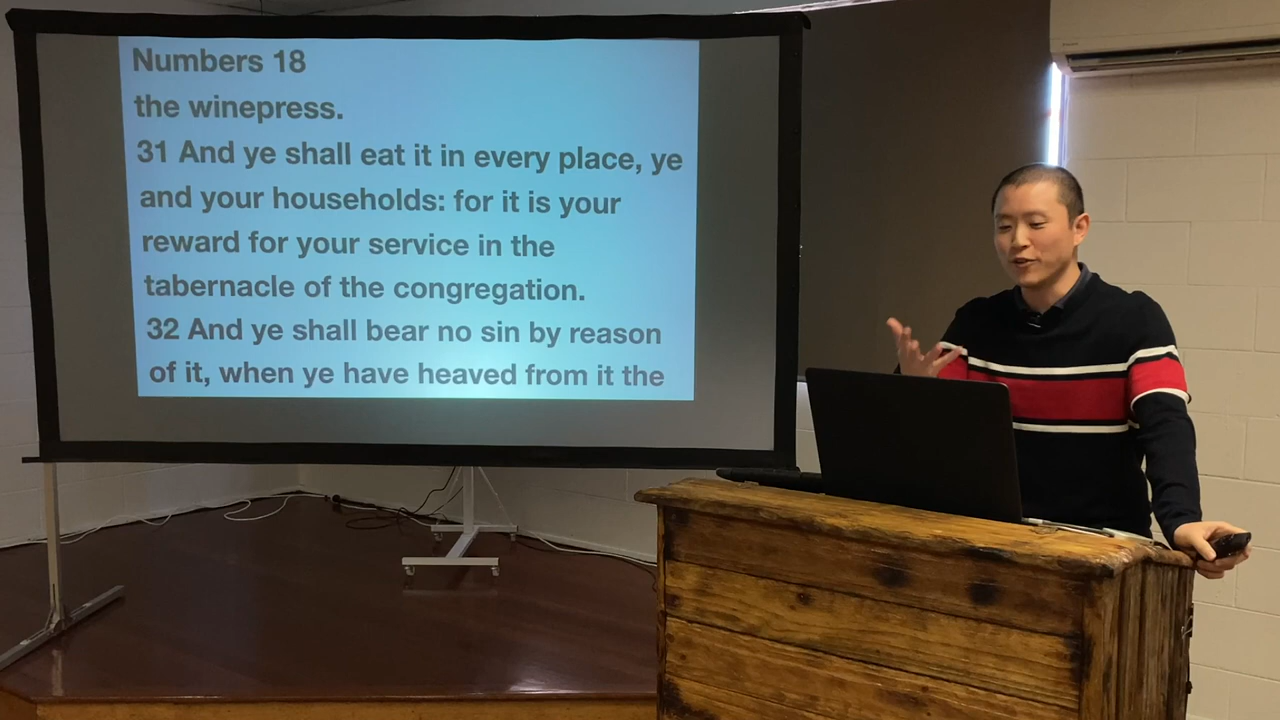 Numbers 18
the winepress.
31 And ye shall eat it in every place, ye
and your households: for it is your
reward for your service in the
tabernacle of the congregation.
32 And ye shall bear no sin by reason
of it, when ye have heaved from it the